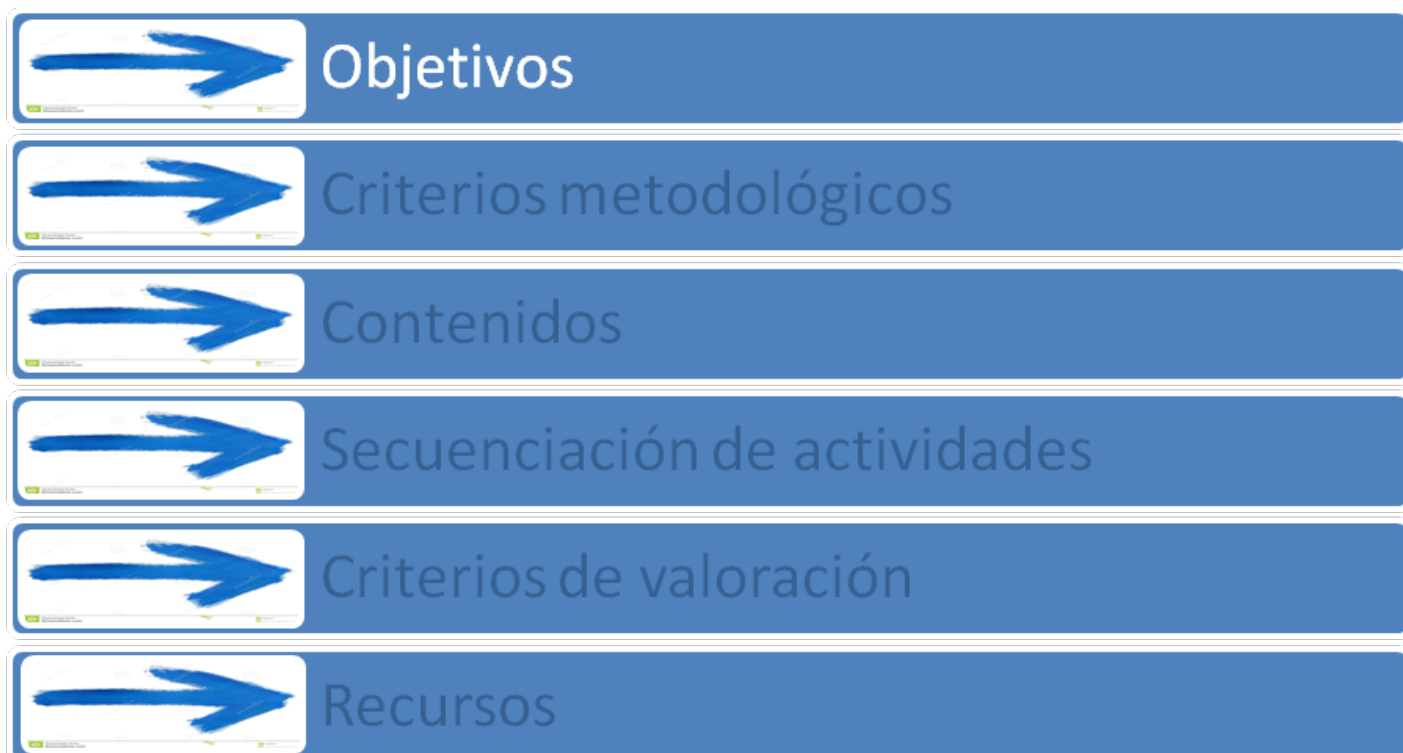 Objetivos
Criterios metodológicos
Contenidos
Secuenciación de actividades
Criterios de valoración
Recursos